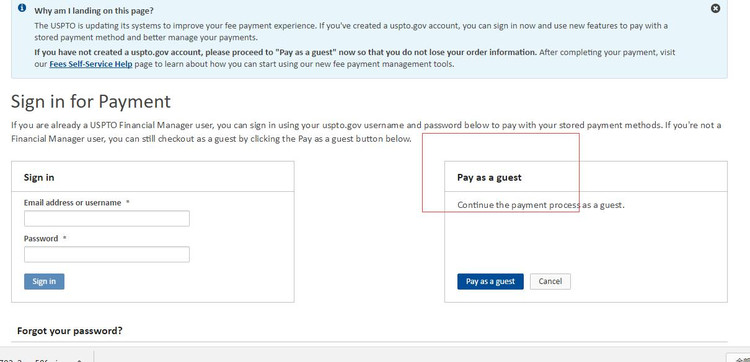 Why am I landing on this page?
The USPTO is updating its systems to improve your fee payment experience. If you've created a uspto.gov account, you can sign in now and use new features to pay with a
stored payment method and better manage your payments.
If you have not created a uspto.gov account, please proceed to "Pay as a guest" now so that you do not lose your order information. After completing your payment, visit
our Fees Self-Service Help page to learn about how you can start using our new fee payment management tools.
Sign in for Payment
If you are already a USPTO Financial Manager user, you can sign in using your uspto.gov username and password below to pay with your stored payment methods. If you're not a
Financial Manager user, you can still checkout as a guest by clicking the Pay as a guest button below.
Sign in
Email address or username *
Password *
Sign in
Pay as a guest
Continue the payment process as a guest.
Pay as a guest
Cancel
Forgot your password?